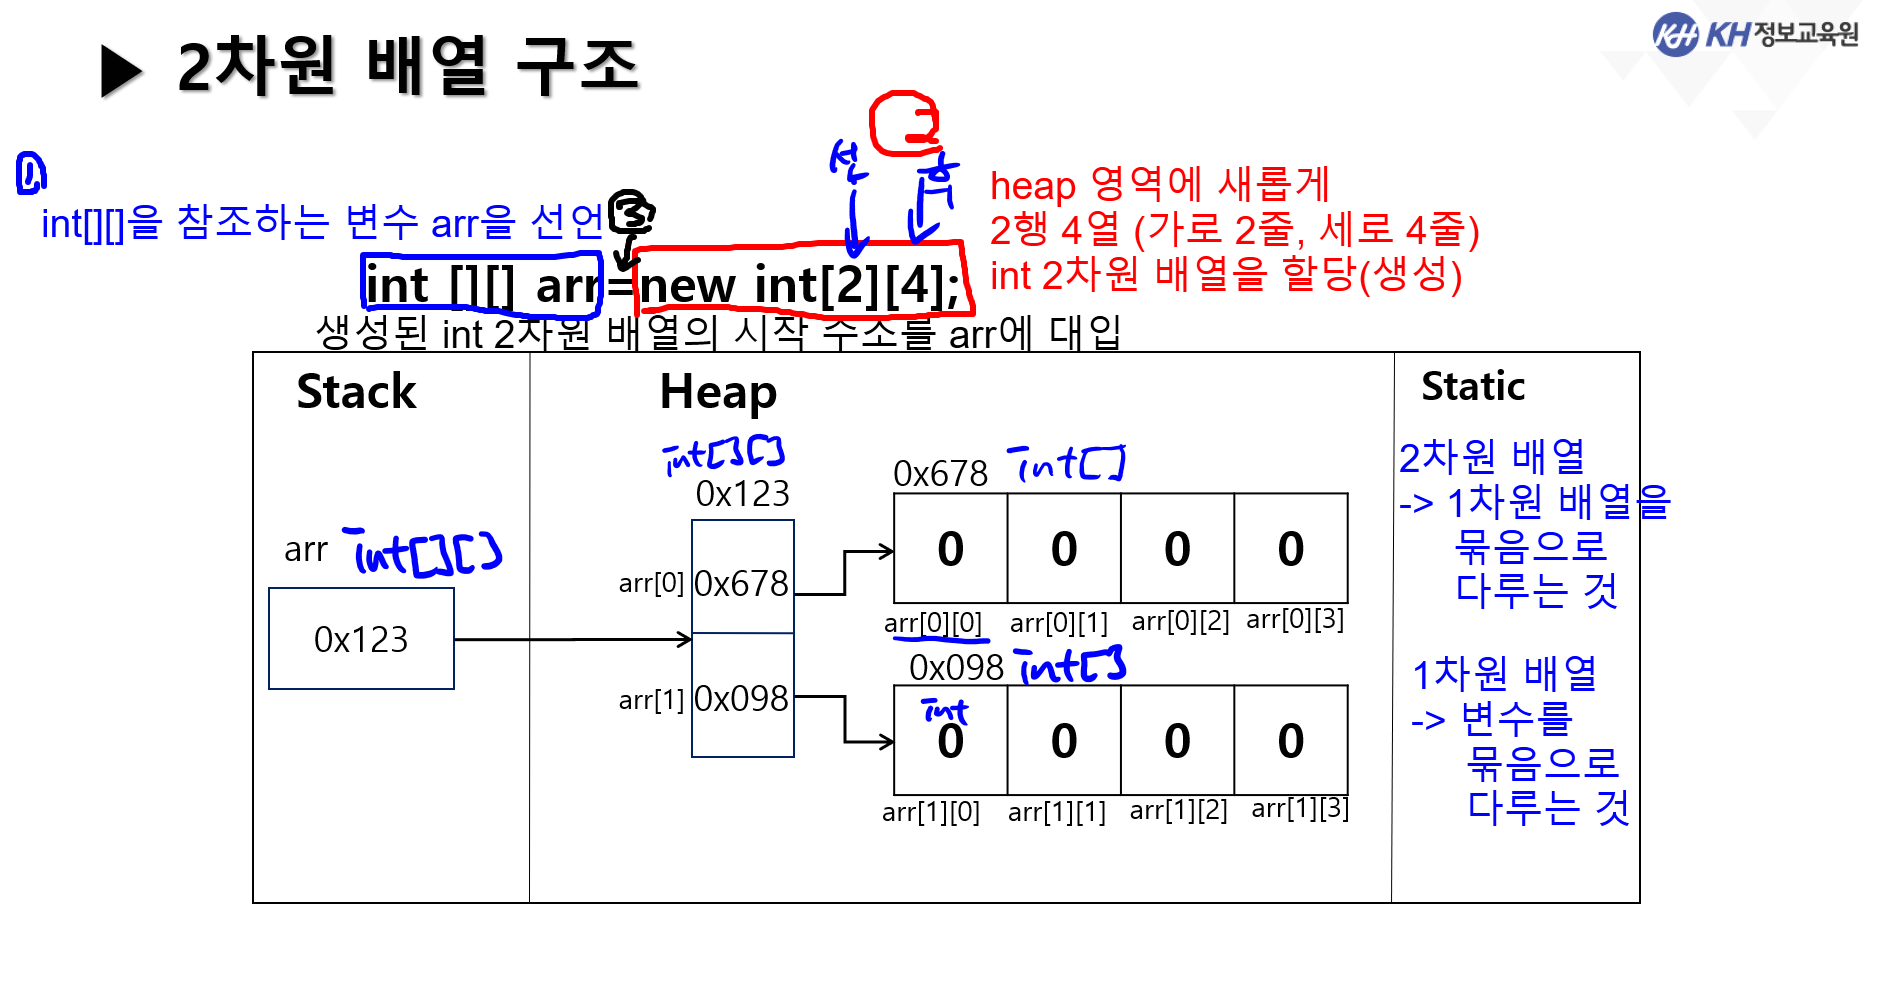 KH정보교육원
▶ 2차원 배열 구조
①
int[][]을 참조하는 변수 arr을 선언
③
heap 영역에 새롭게
2행 4열 (가로 2줄, 세로 4줄)
int 2차원 배열을 할당(생성)
int [][] arr=new int[2][4];
생성된 int 2차원 배열의 시작 주소를 arr에 대입
Stack
Heap
Static
arr int[][]
0x123
int[][]
0x123
arr[0] 0x678
arr[1] 0x098
0x678 int[]
0 0 0 0
arr[0][0] arr[0][1] arr[0][2] arr[0][3]
0x098 int[]
int
0 0 0 0
arr[1][0] arr[1][1] arr[1][2] arr[1][3]
2차원 배열
-> 1차원 배열을
묶음으로
다루는 것
1차원 배열
-> 변수를
묶음으로
다루는 것